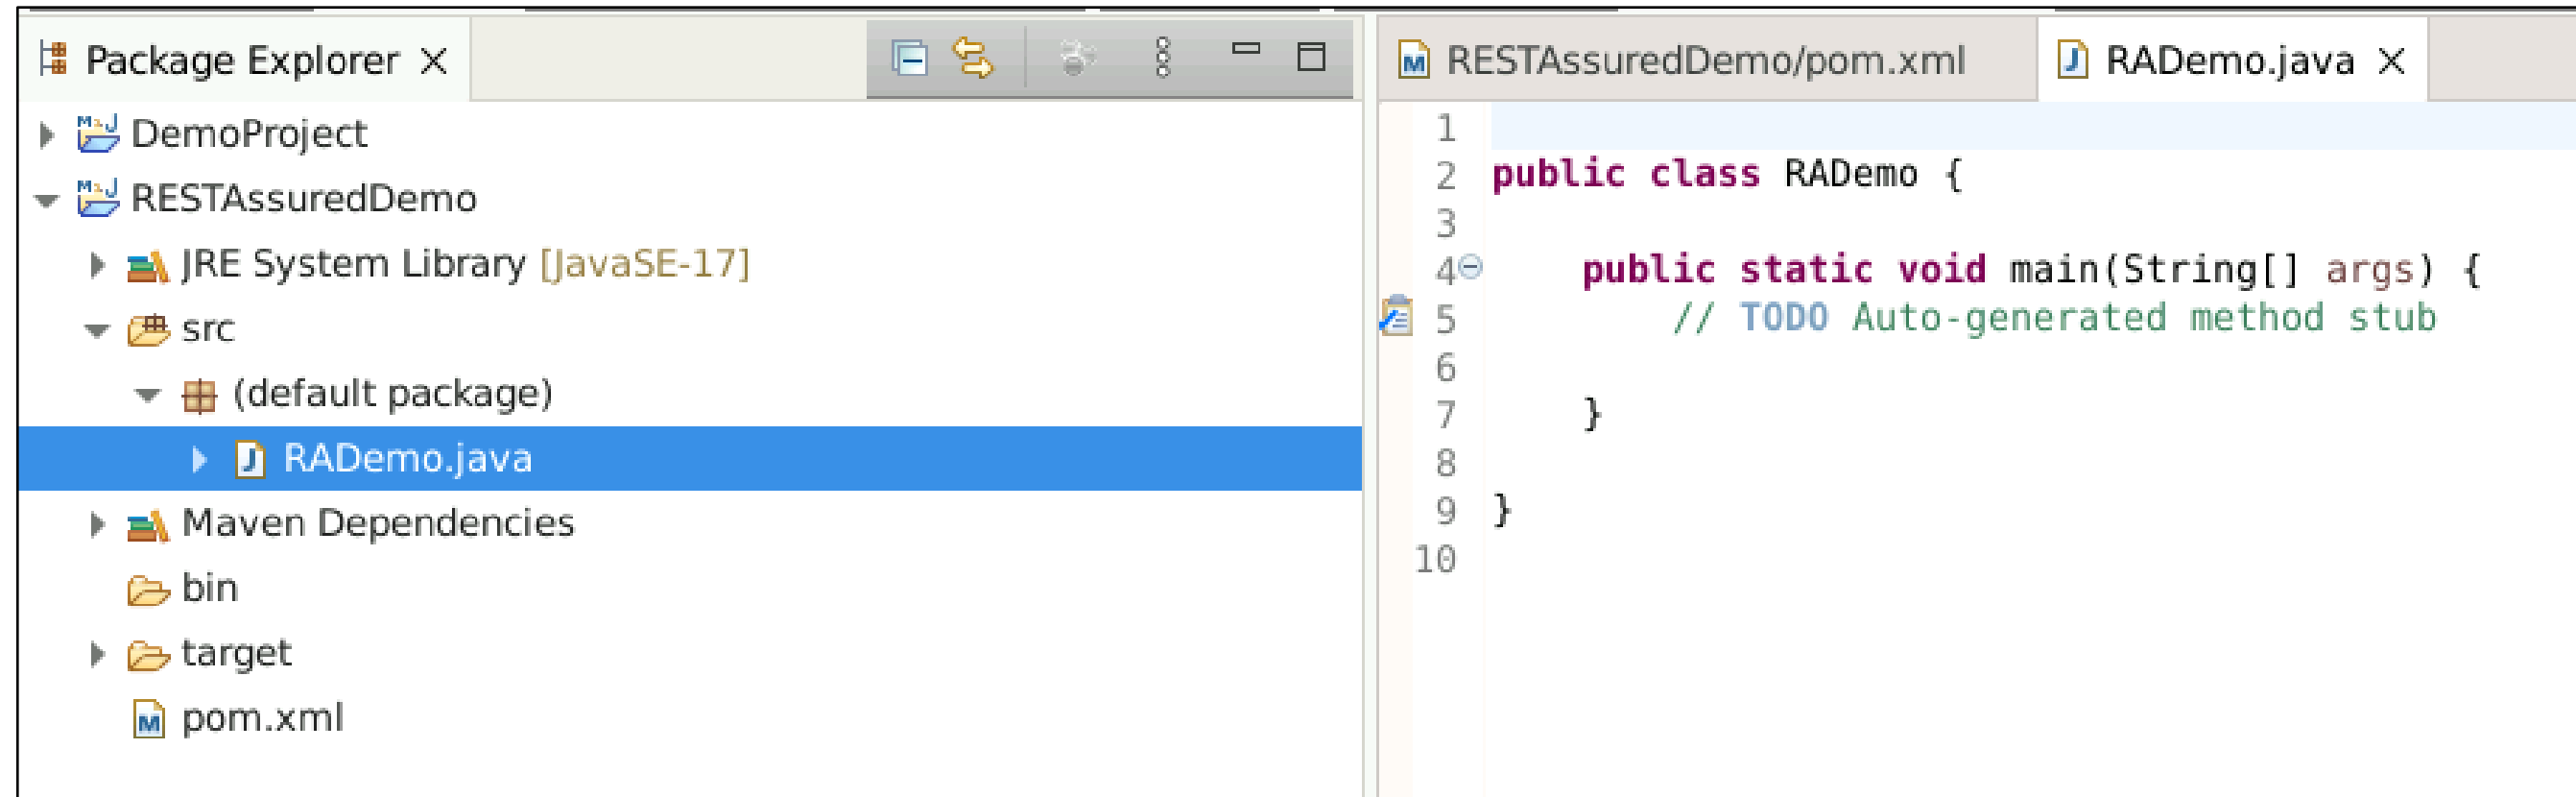 Package Explorer
DemoProject
RESTAssuredDemo
JRE System Library [JavaSE-17]
src
(default package)
RADemo.java
Maven Dependencies
bin
target
pom.xml
RESTAssuredDemo/pom.xml
RADemo.java
1
2 public class RADemo {
3
4     public static void main(String[] args) {
5         // TODO Auto-generated method stub
6
7     }
8
9 }
10